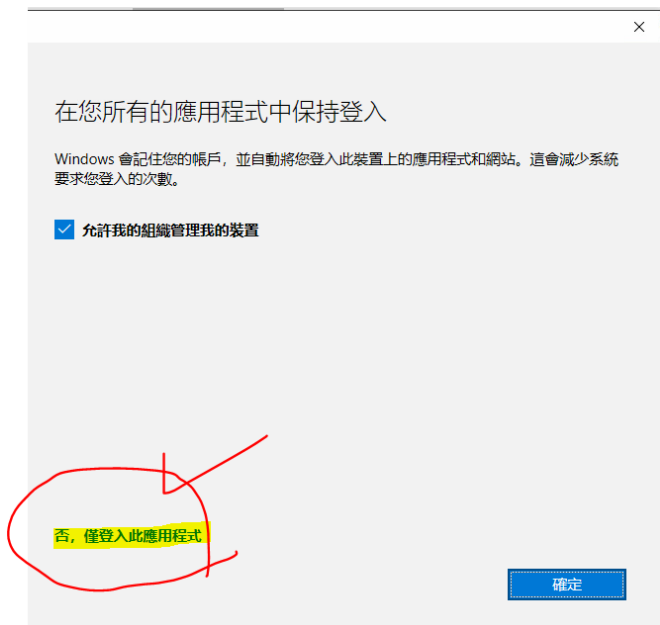 在您所有的應用程式中保持登入
Windows 會記住您的帳戶，並自動將您登入此裝置上的應用程式和網站。這會減少系統
要求您登入的次數。
允許我的組織管理我的裝置
否，僅登入此應用程式
確定